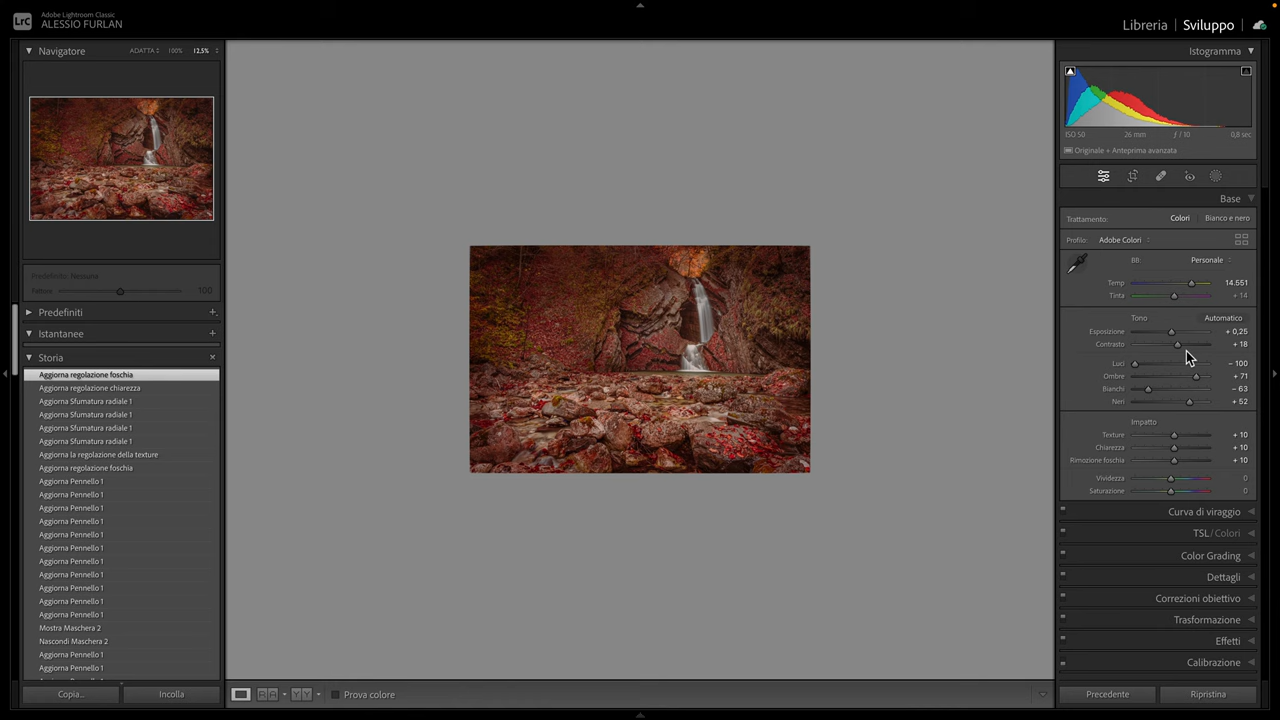 LrC
Adobe Lightroom Classic
ALESSIO FURLAN
Libreria | Sviluppo
Navigatore ADATTA 100% 12,5%
Predefinito: Nessuna
Fattore 100
Predefiniti
Istantanee
Storia
Aggiorna regolazione foschia
Aggiorna regolazione chiarezza
Aggiorna Sfumatura radiale 1
Aggiorna Sfumatura radiale 1
Aggiorna Sfumatura radiale 1
Aggiorna Sfumatura radiale 1
Aggiorna la regolazione della texture
Aggiorna regolazione foschia
Aggiorna Pennello 1
Aggiorna Pennello 1
Aggiorna Pennello 1
Aggiorna Pennello 1
Aggiorna Pennello 1
Aggiorna Pennello 1
Aggiorna Pennello 1
Aggiorna Pennello 1
Aggiorna Pennello 1
Aggiorna Pennello 1
Aggiorna Pennello 1
Mostra Maschera 2
Nascondi Maschera 2
Aggiorna Pennello 1
Aggiorna Pennello 1
Copia... Incolla
RA YY Prova colore
Istogramma
ISO 50 26 mm ƒ / 10 0,8 sec
Originale + Anteprima avanzata
Base
Trattamento: Colori Bianco e nero
Profilo: Adobe Colori
BB: Personale
Temp 14.551
Tinta + 14
Tono Automatico
Esposizione + 0,25
Contrasto + 18
Luci − 100
Ombre + 71
Bianchi − 63
Neri + 52
Impatto
Texture + 10
Chiarezza + 10
Rimozione foschia + 10
Vividezza 0
Saturazione 0
Curva di viraggio
TSL / Colori
Color Grading
Dettagli
Correzioni obiettivo
Trasformazione
Effetti
Calibrazione
Precedente Ripristina